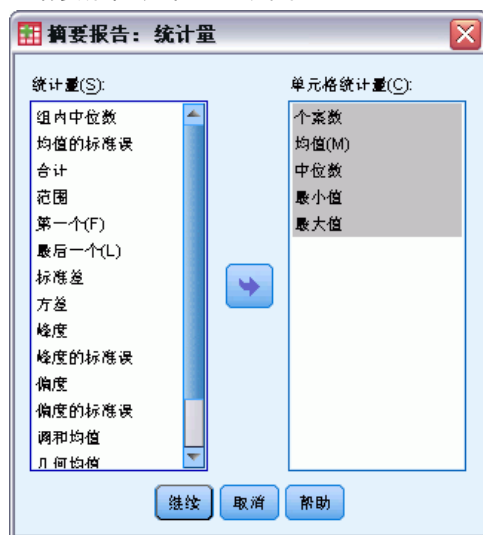 摘要报告：统计量
统计量(S):
组内中位数
均值的标准误
合计
范围
第一个(F)
最后一个(L)
标准差
方差
峰度
峰度的标准误
偏度
偏度的标准误
调和均值
几何均值
单元格统计量(C):
个案数
均值(M)
中位数
最小值
最大值
继续
取消
帮助